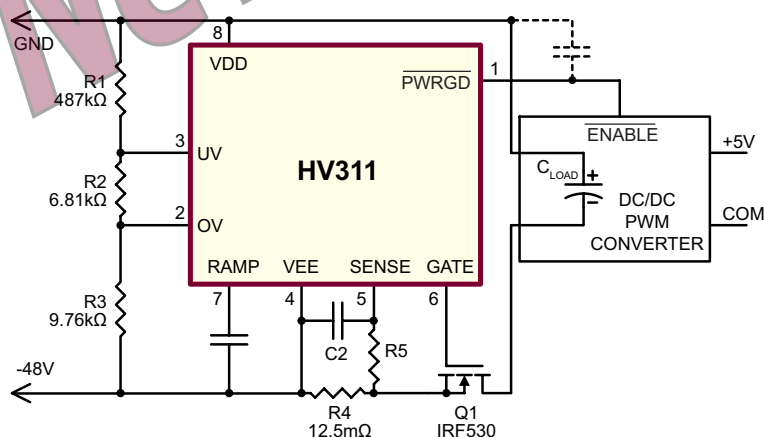 GND
8
VDD
PWRGD
1
R1
487kΩ
3
UV
HV311
ENABLE
+5V
R2
6.81kΩ
2
OV
CLOAD
+
–
DC/DC
PWM
CONVERTER
COM
RAMP
VEE
SENSE
GATE
R3
9.76kΩ
7
4
5
6
C2
R5
-48V
R4
12.5mΩ
Q1
IRF530